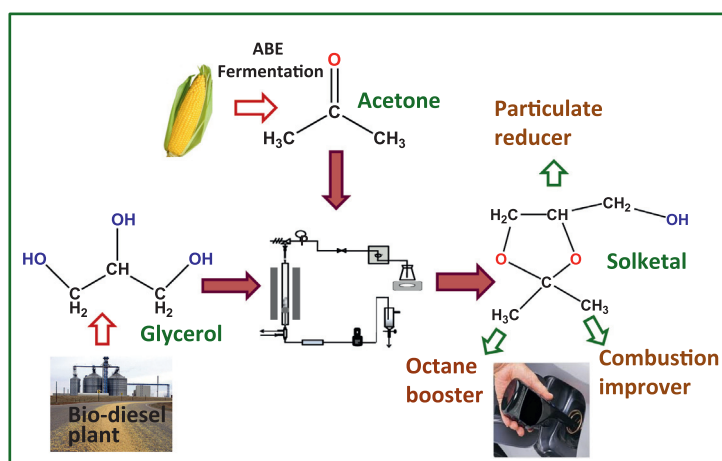 ABE
Fermentation
O
Acetone
C
H₃C
CH₃
Particulate
reducer
OH
HO
CH
OH
C
H₂
C
H₂
Glycerol
H₂C
CH
CH₂
OH
O
O
C
Solketal
H₃C
CH₃
Bio-diesel
plant
Octane
booster
Combustion
improver